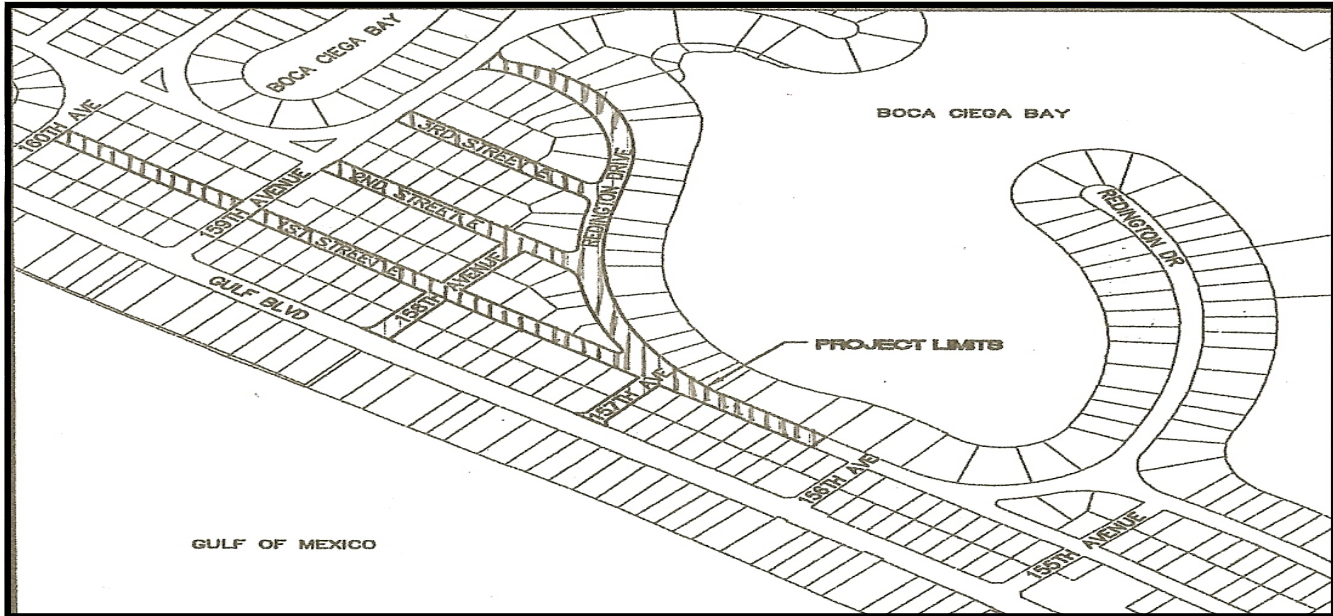 BOCA CIEGA BAY
BOCA CIEGA BAY
160TH AVE
3RD STREET E
REDINGTON DRIVE
REDINGTON DR
2ND STREET E
159TH AVENUE
1ST STREET E
158TH AVENUE
GULF BLVD
PROJECT LIMITS
157TH AVE
156TH AVE
155TH AVENUE
GULF OF MEXICO